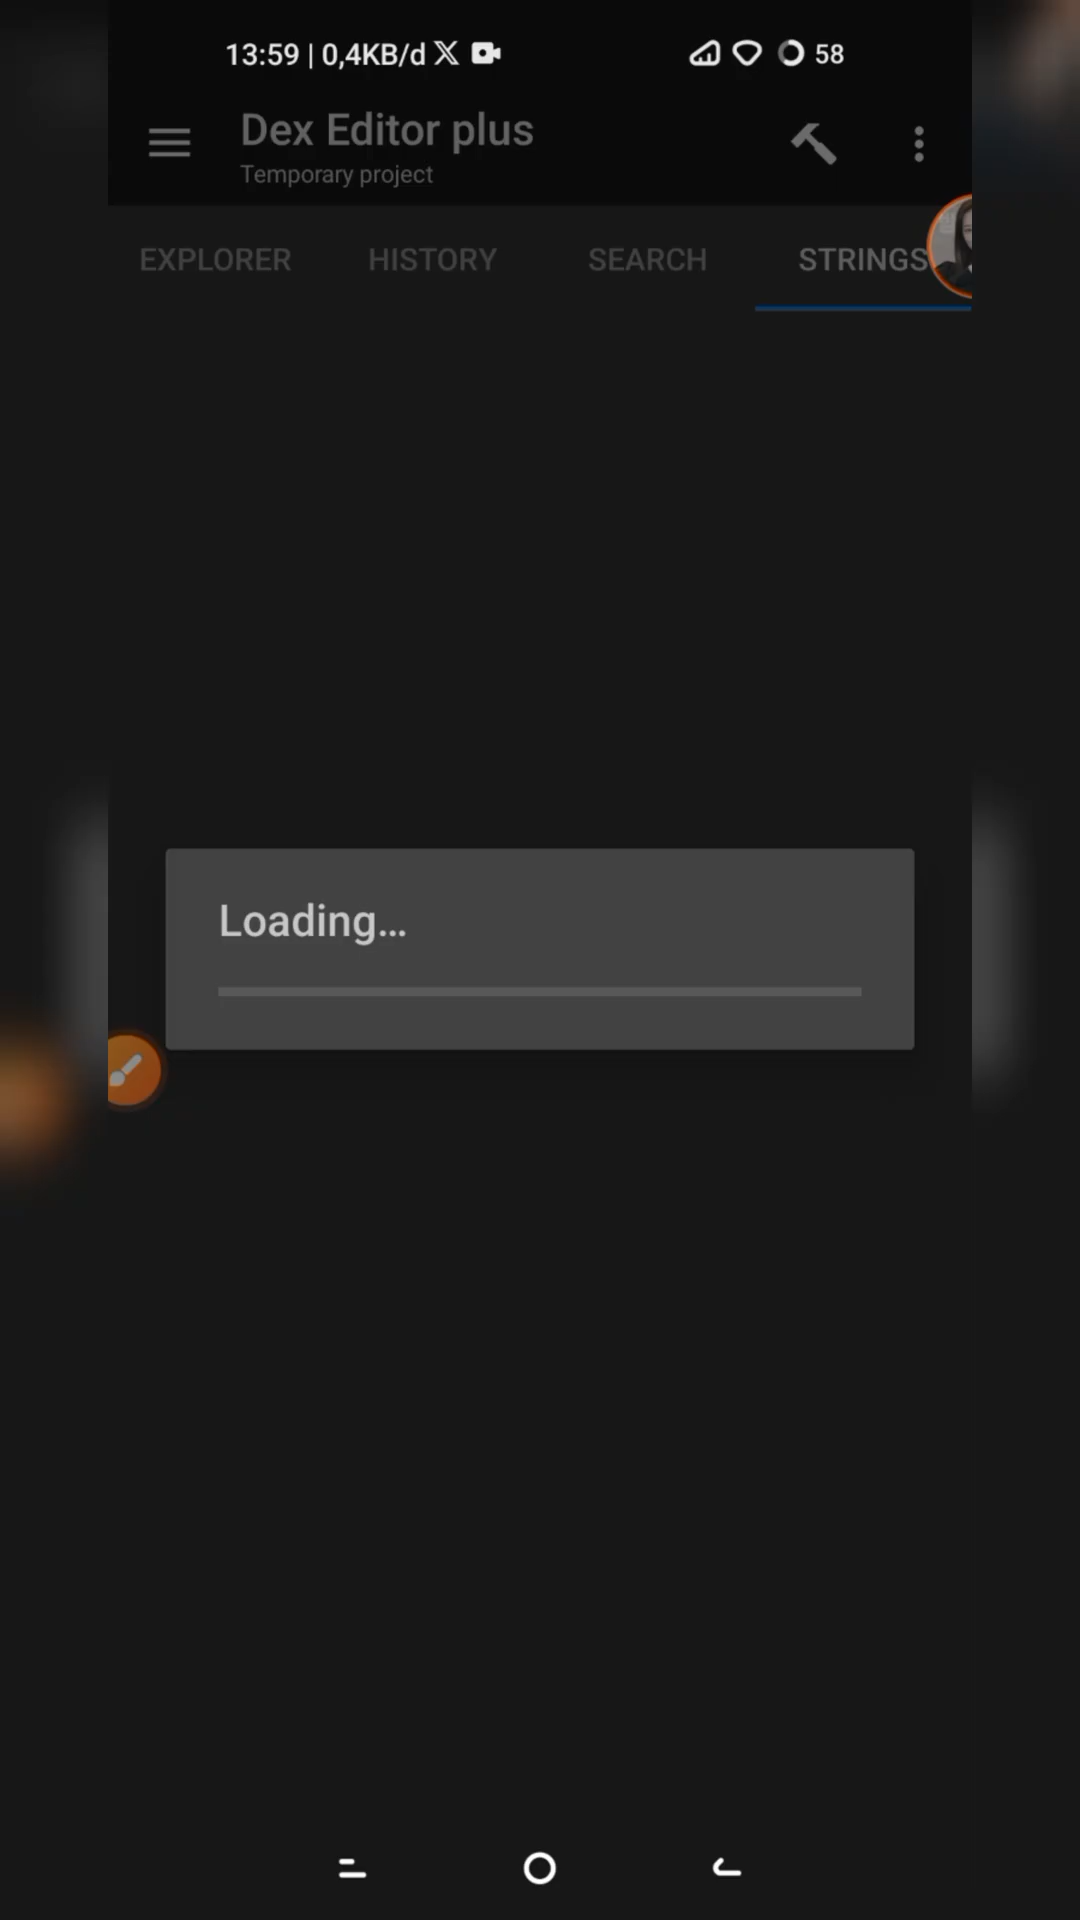 13:59 | 0,4KB/d 58
Dex Editor plus
Temporary project
EXPLORER HISTORY SEARCH STRINGS
Loading...